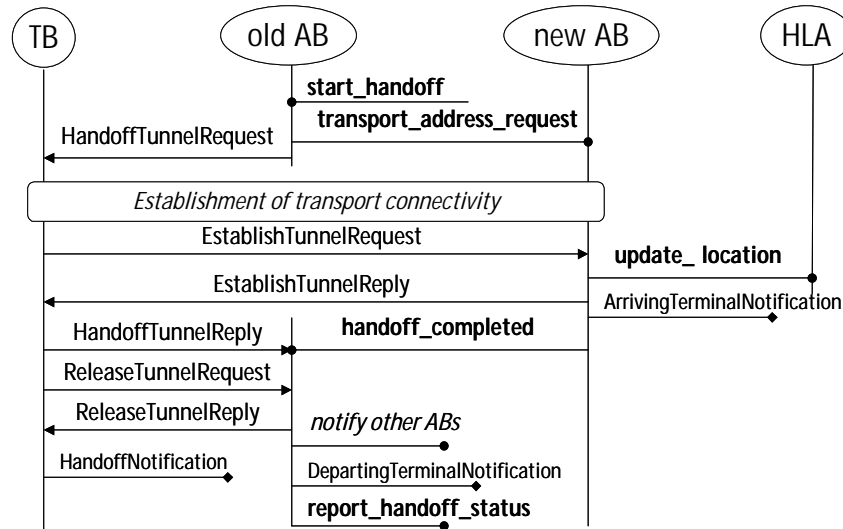 TB
old AB
new AB
HLA
start_handoff
transport_address_request
HandoffTunnelRequest
Establishment of transport connectivity
EstablishTunnelRequest
update_ location
EstablishTunnelReply
ArrivingTerminalNotification
HandoffTunnelReply
handoff_completed
ReleaseTunnelRequest
ReleaseTunnelReply
notify other ABs
HandoffNotification
DepartingTerminalNotification
report_handoff_status